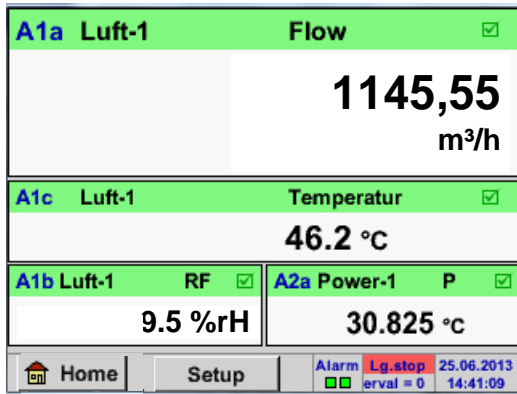 A1a Luft-1 Flow
1145,55
m³/h
A1c Luft-1 Temperatur
46.2 °C
A1b Luft-1 RF
9.5 %rH
A2a Power-1 P
30.825 °C
Home
Setup
Alarm
Lg.stop
erval = 0
25.06.2013
14:41:09